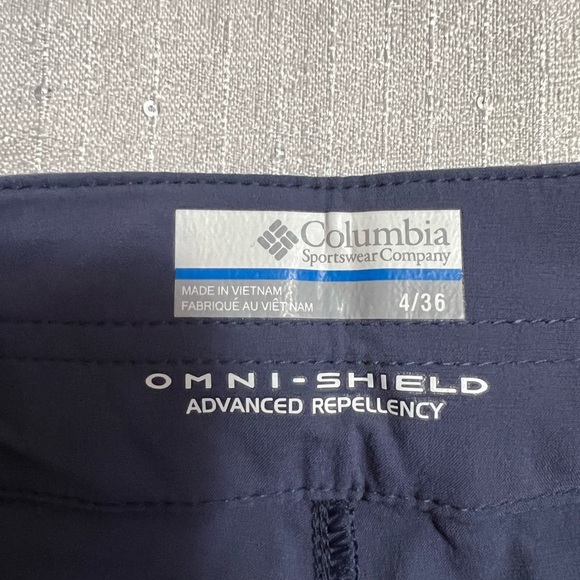 Columbia
Sportswear Company
MADE IN VIETNAM
FABRIQUÉ AU VIÊT NAM
4/36
OMNI-SHIELD
ADVANCED REPELLENCY